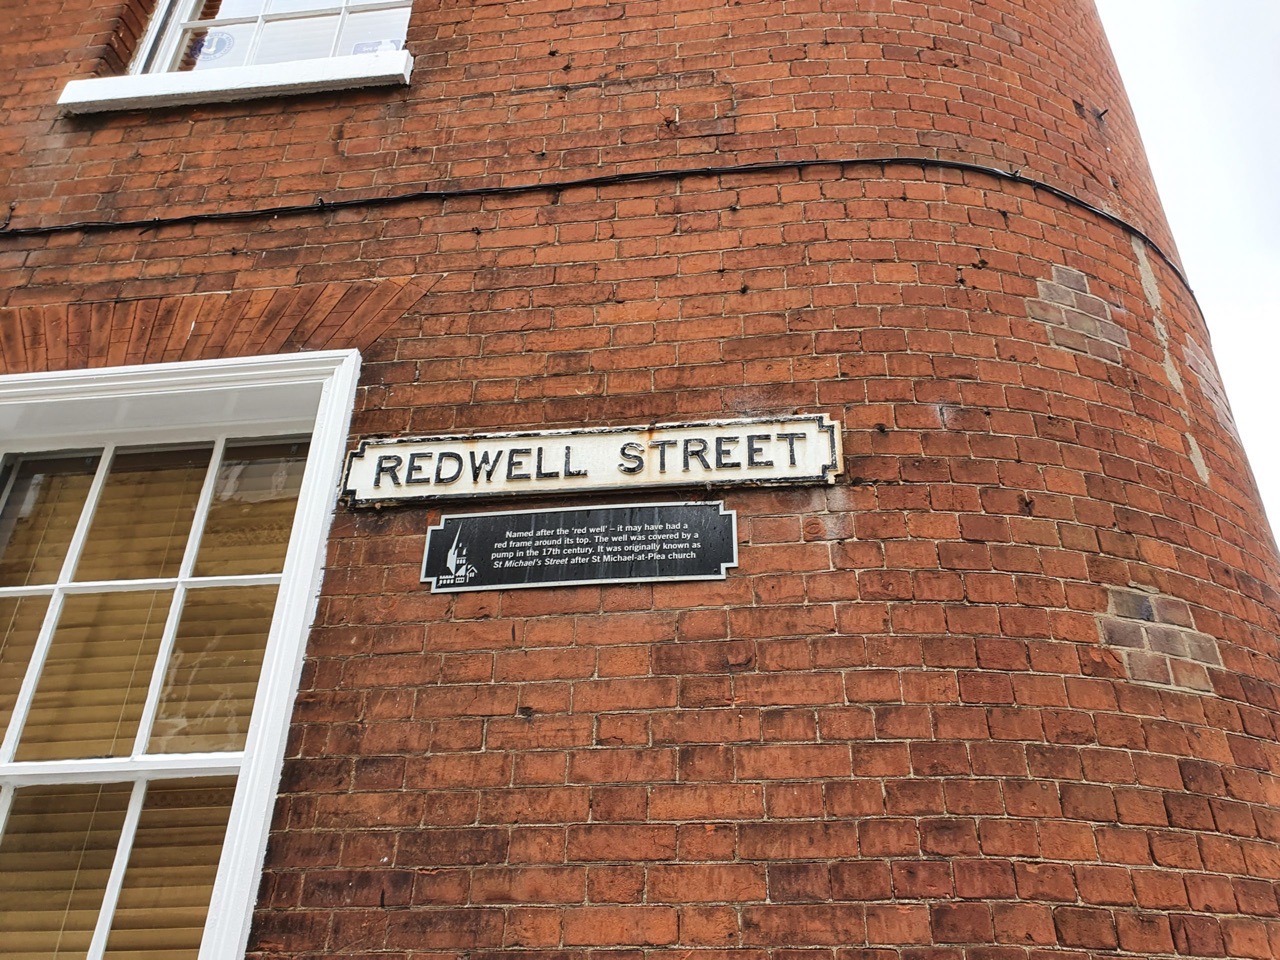 REDWELL STREET
Named after the 'red well' – it may have had a
red frame around its top. The well was covered by a
pump in the 17th century. It was originally known as
St Michael's Street after St Michael-at-Plea church